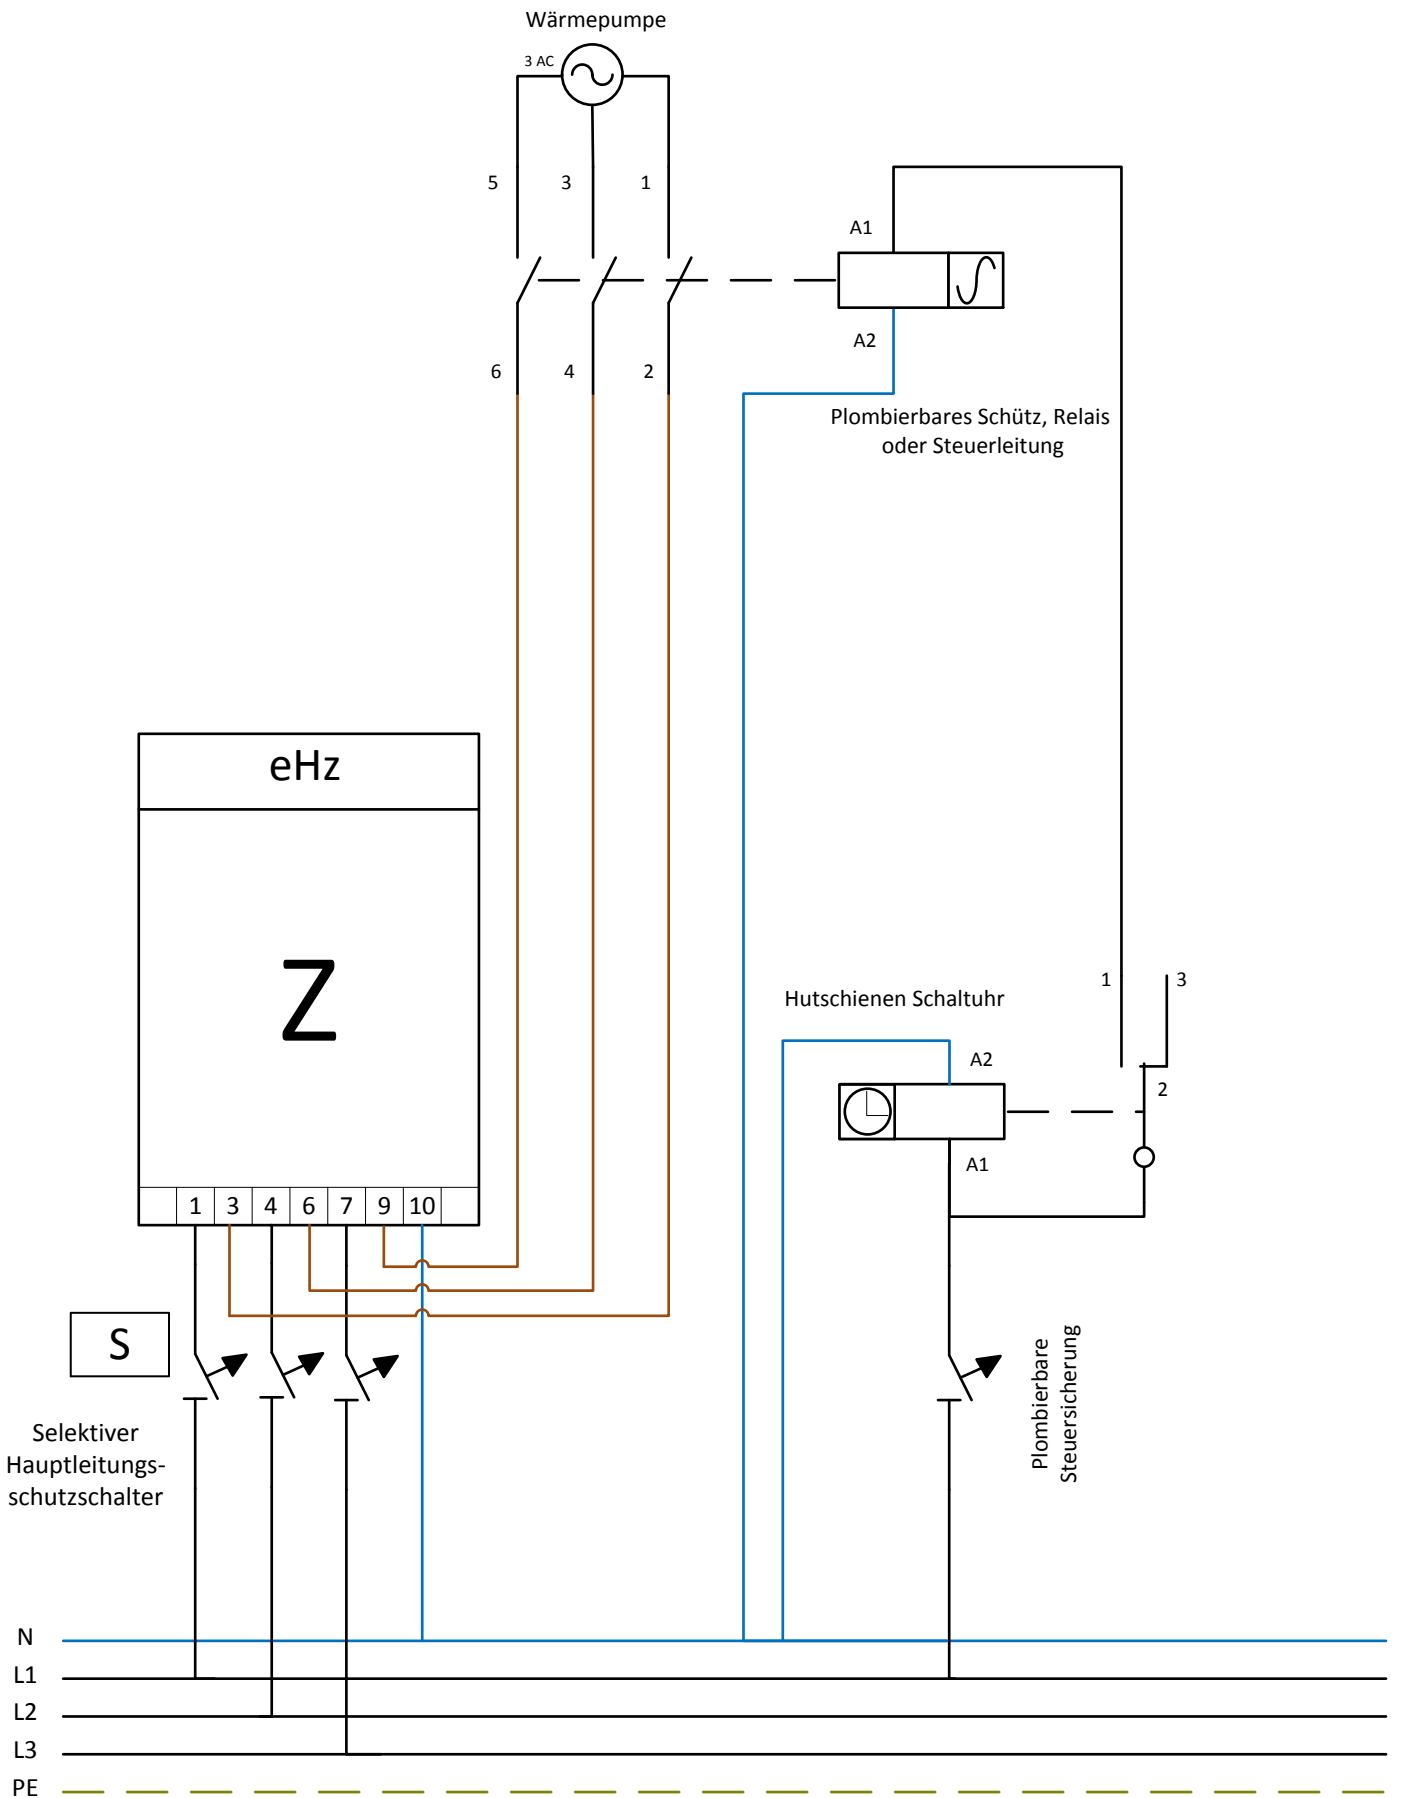 Wärmepumpe
3 AC
5 3 1
A1
A2
6 4 2
Plombierbares Schütz, Relais
oder Steuerleitung
eHz
Z
1 3
Hutschienen Schaltuhr
A2
2
A1
1 3 4 6 7 9 10
S
Plombierbare
Steuersicherung
Selektiver
Hauptleitungs-
schutzschalter
N
L1
L2
L3
PE